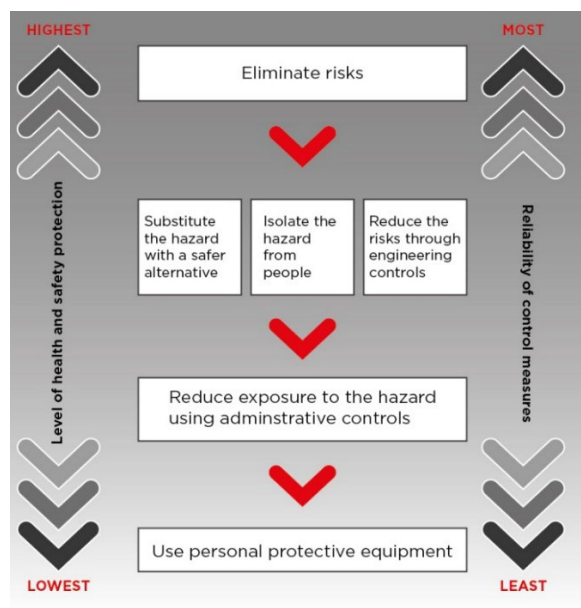 HIGHEST
MOST
Eliminate risks
Substitute
the hazard
with a safer
alternative
Isolate the
hazard
from
people
Reduce the
risks through
engineering
controls
Level of health and safety protection
Reliability of control measures
Reduce exposure to the hazard
using adminstrative controls
Use personal protective equipment
LOWEST
LEAST